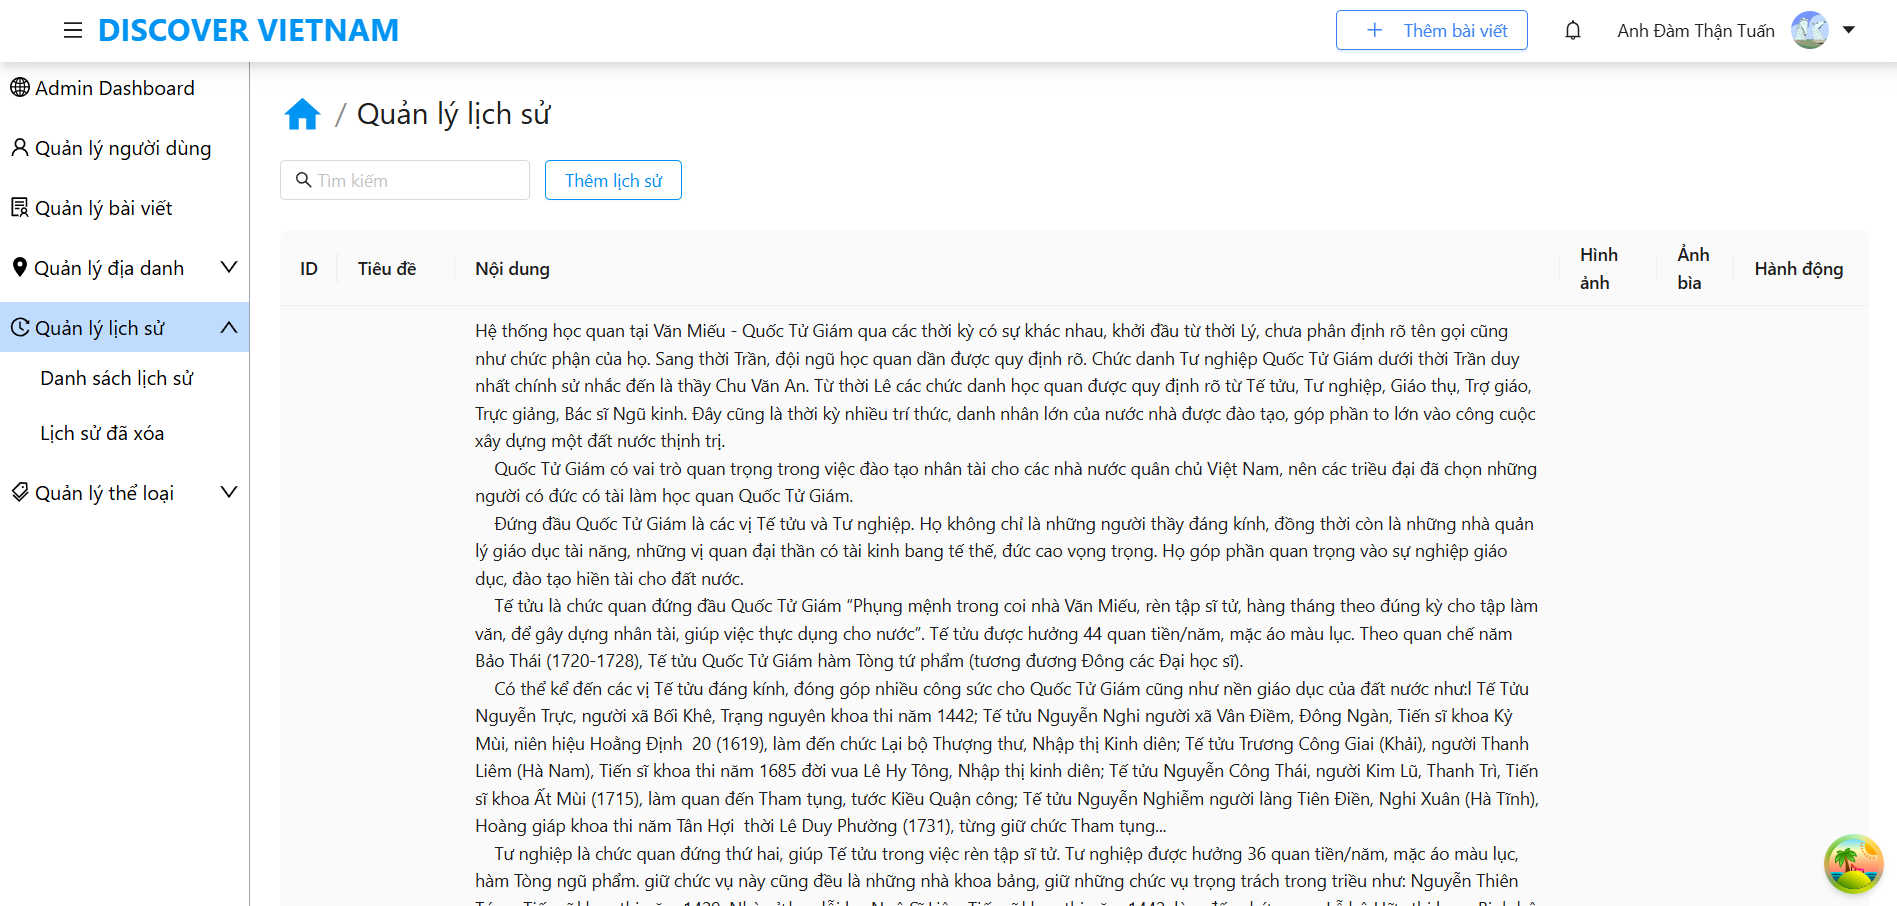 DISCOVER VIETNAM
Thêm bài viết
Anh Đàm Thận Tuấn
Admin Dashboard
Quản lý người dùng
Quản lý bài viết
Quản lý địa danh
Quản lý lịch sử
Danh sách lịch sử
Lịch sử đã xóa
Quản lý thể loại
/ Quản lý lịch sử
Tìm kiếm
Thêm lịch sử
ID
Tiêu đề
Nội dung
Hình
ảnh
Ảnh
bìa
Hành động
Hệ thống học quan tại Văn Miếu - Quốc Tử Giám qua các thời kỳ có sự khác nhau, khởi đầu từ thời Lý, chưa phân định rõ tên gọi cũng
như chức phận của họ. Sang thời Trần, đội ngũ học quan dần được quy định rõ. Chức danh Tư nghiệp Quốc Tử Giám dưới thời Trần duy
nhất chính sử nhắc đến là thầy Chu Văn An. Từ thời Lê các chức danh học quan được quy định rõ từ Tế tửu, Tư nghiệp, Giáo thụ, Trợ giáo,
Trực giảng, Bác sĩ Ngũ kinh. Đây cũng là thời kỳ nhiều trí thức, danh nhân lớn của nước nhà được đào tạo, góp phần to lớn vào công cuộc
xây dựng một đất nước thịnh trị.
Quốc Tử Giám có vai trò quan trọng trong việc đào tạo nhân tài cho các nhà nước quân chủ Việt Nam, nên các triều đại đã chọn những
người có đức có tài làm học quan Quốc Tử Giám.
Đứng đầu Quốc Tử Giám là các vị Tế tửu và Tư nghiệp. Họ không chỉ là những người thầy đáng kính, đồng thời còn là những nhà quản
lý giáo dục tài năng, những vị quan đại thần có tài kinh bang tế thế, đức cao vọng trọng. Họ góp phần quan trọng vào sự nghiệp giáo
dục, đào tạo hiền tài cho đất nước.
Tế tửu là chức quan đứng đầu Quốc Tử Giám “Phụng mệnh trong coi nhà Văn Miếu, rèn tập sĩ tử, hàng tháng theo đúng kỳ cho tập làm
văn, để gây dựng nhân tài, giúp việc thực dụng cho nước”. Tế tửu được hưởng 44 quan tiền/năm, mặc áo màu lục. Theo quan chế năm
Bảo Thái (1720-1728), Tế tửu Quốc Tử Giám hàm Tòng tứ phẩm (tương đương Đông các Đại học sĩ).
Có thể kể đến các vị Tế tửu đáng kính, đóng góp nhiều công sức cho Quốc Tử Giám cũng như nền giáo dục của đất nước như:l Tế Tửu
Nguyễn Trực, người xã Bối Khê, Trạng nguyên khoa thi năm 1442; Tế tửu Nguyễn Nghi người xã Vân Điềm, Đông Ngàn, Tiến sĩ khoa Kỷ
Mùi, niên hiệu Hoằng Định  20 (1619), làm đến chức Lại bộ Thượng thư, Nhập thị Kinh diên; Tế tửu Trương Công Giai (Khải), người Thanh
Liêm (Hà Nam), Tiến sĩ khoa thi năm 1685 đời vua Lê Hy Tông, Nhập thị kinh diên; Tế tửu Nguyễn Công Thái, người Kim Lũ, Thanh Trì, Tiến
sĩ khoa Ất Mùi (1715), làm quan đến Tham tụng, tước Kiều Quận công; Tế tửu Nguyễn Nghiễm người làng Tiên Điền, Nghi Xuân (Hà Tĩnh),
Hoàng giáp khoa thi năm Tân Hợi  thời Lê Duy Phường (1731), từng giữ chức Tham tụng...
Tư nghiệp là chức quan đứng thứ hai, giúp Tế tửu trong việc rèn tập sĩ tử. Tư nghiệp được hưởng 36 quan tiền/năm, mặc áo màu lục,
hàm Tòng ngũ phẩm. giữ chức vụ này cũng đều là những nhà khoa bảng, giữ những chức vụ trọng trách trong triều như: Nguyễn Thiên